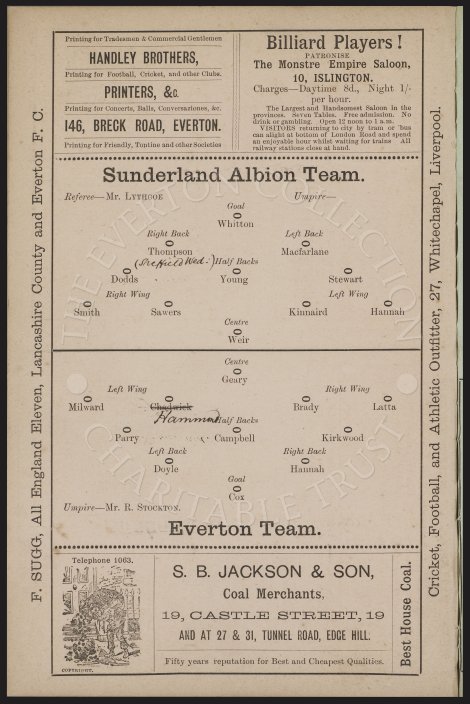 F. SUGG, All England Eleven, Lancashire County and Everton F. C.
Printing for Tradesmen & Commercial Gentlemen
HANDLEY BROTHERS,
Printing for Football, Cricket, and other Clubs.
PRINTERS, &c.
Printing for Concerts, Balls, Conversaziones, &c.
146, BRECK ROAD, EVERTON.
Printing for Friendly, Tontine and other Societies
Billiard Players!
PATRONISE
The Monstre Empire Saloon,
10, ISLINGTON.
Charges—Daytime 8d., Night 1/-
per hour.
The Largest and Handsomest Saloon in the
provinces. Seven Tables. Free admission. No
drink or gambling. Open 12 noon to 1 a.m.
VISITORS returning to city by tram or bus
can alight at bottom of London Road and spend
an enjoyable hour whilst waiting for trains All
railway stations close at hand.
Sunderland Albion Team.
Referee—MR. LYTHGOE Umpire—
Goal
Whitton
Right Back Left Back
Thompson Macfarlane
(Sheffield Wed.) Half Backs
Dodds Young Stewart
Right Wing Left Wing
Smith Sawers Kinnaird Hannah
Centre
Weir
Centre
Geary
Left Wing Right Wing
Milward Chadwick Brady Latta
Hammond Half Backs
Parry Campbell Kirkwood
Left Back Right Back
Doyle Hannah
Goal
Cox
Umpire—MR. R. STOCKTON.
Everton Team.
Telephone 1063.
COPYRIGHT.
S. B. JACKSON & SON,
Coal Merchants,
19, CASTLE STREET, 19
AND AT 27 & 31, TUNNEL ROAD, EDGE HILL.
Fifty years reputation for Best and Cheapest Qualities.
Best House Coal.
Cricket, Football, and Athletic Outfitter, 27, Whitechapel, Liverpool.
THE EVERTON COLLECTION
CHARITABLE TRUST